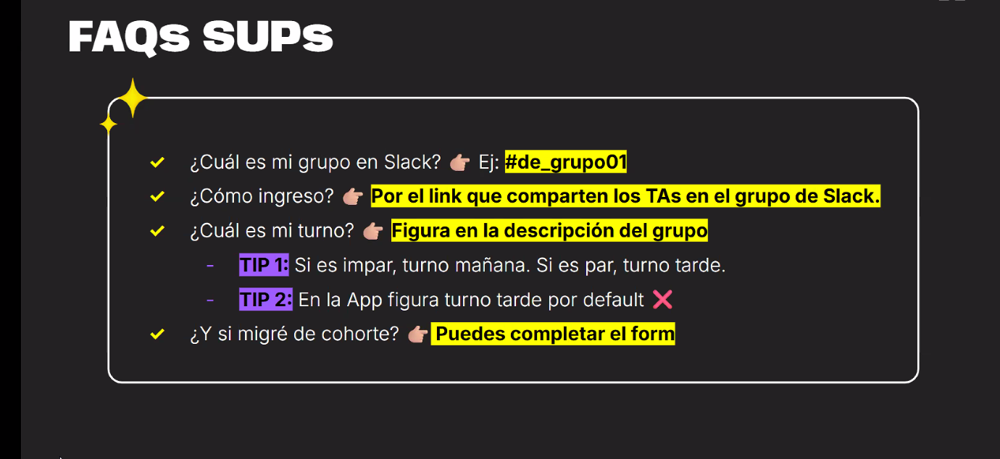 FAQs SUPs
¿Cuál es mi grupo en Slack? 👉🏼 Ej: #de_grupo01
¿Cómo ingreso? 👉🏼 Por el link que comparten los TAs en el grupo de Slack.
¿Cuál es mi turno? 👉🏼 Figura en la descripción del grupo
- TIP 1: Si es impar, turno mañana. Si es par, turno tarde.
- TIP 2: En la App figura turno tarde por default ❌
¿Y si migré de cohorte? 👉🏼 Puedes completar el form